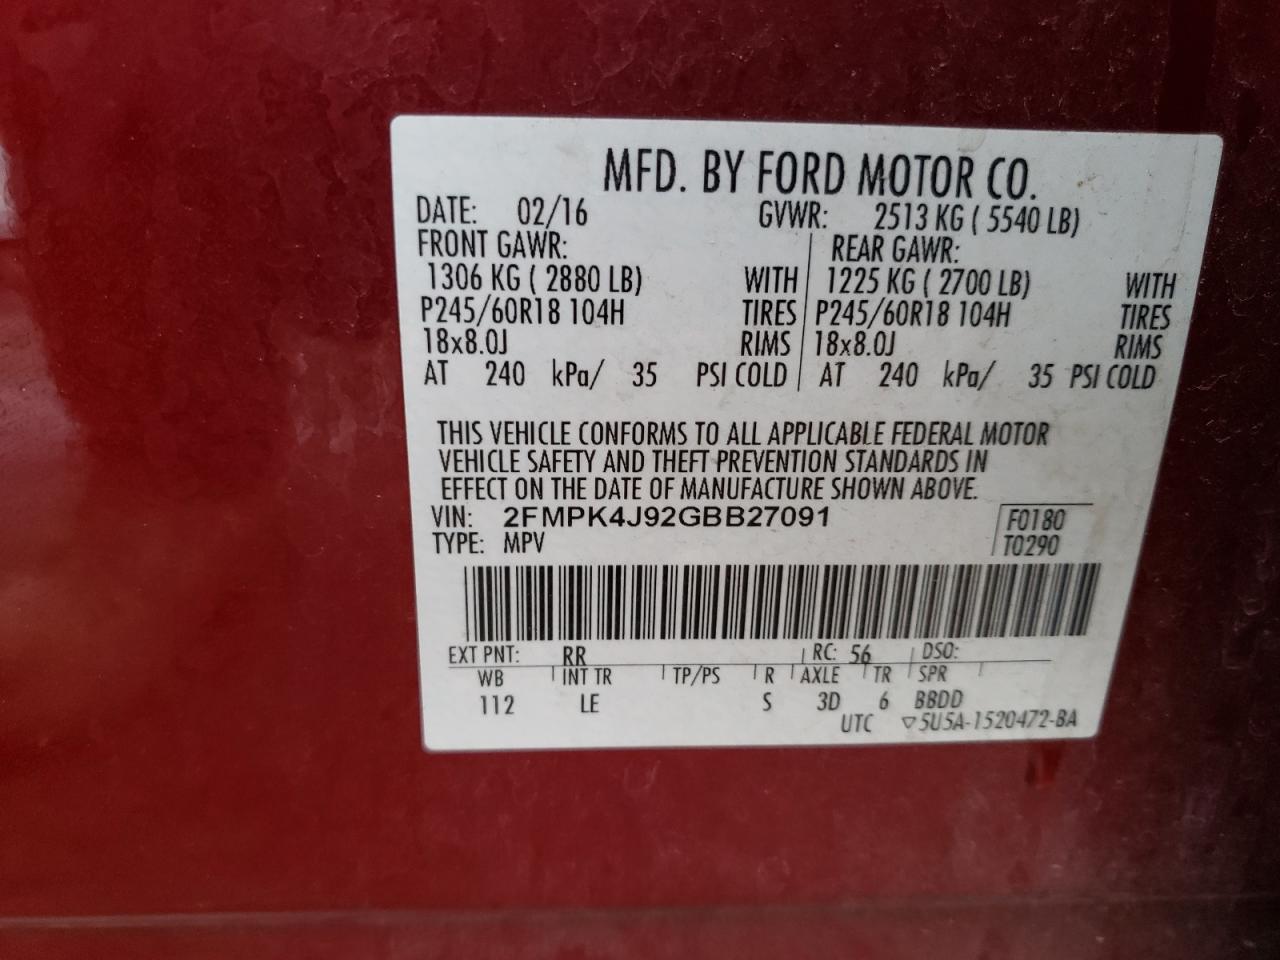 MFD. BY FORD MOTOR CO.
DATE: 02/16 GVWR: 2513 KG ( 5540 LB)
FRONT GAWR: REAR GAWR:
1306 KG ( 2880 LB) WITH 1225 KG ( 2700 LB) WITH
P245/60R18 104H TIRES P245/60R18 104H TIRES
18x8.0J RIMS 18x8.0J RIMS
AT 240 kPa/ 35 PSI COLD AT 240 kPa/ 35 PSI COLD
THIS VEHICLE CONFORMS TO ALL APPLICABLE FEDERAL MOTOR
VEHICLE SAFETY AND THEFT PREVENTION STANDARDS IN
EFFECT ON THE DATE OF MANUFACTURE SHOWN ABOVE.
VIN: 2FMPK4J92GBB27091 F0180
TYPE: MPV T0290
EXT PNT: RR RC: 56 DSO:
WB INT TR TP/PS R AXLE TR SPR
112 LE S 3D 6 BBDD
UTC ▽5U5A-1520472-BA